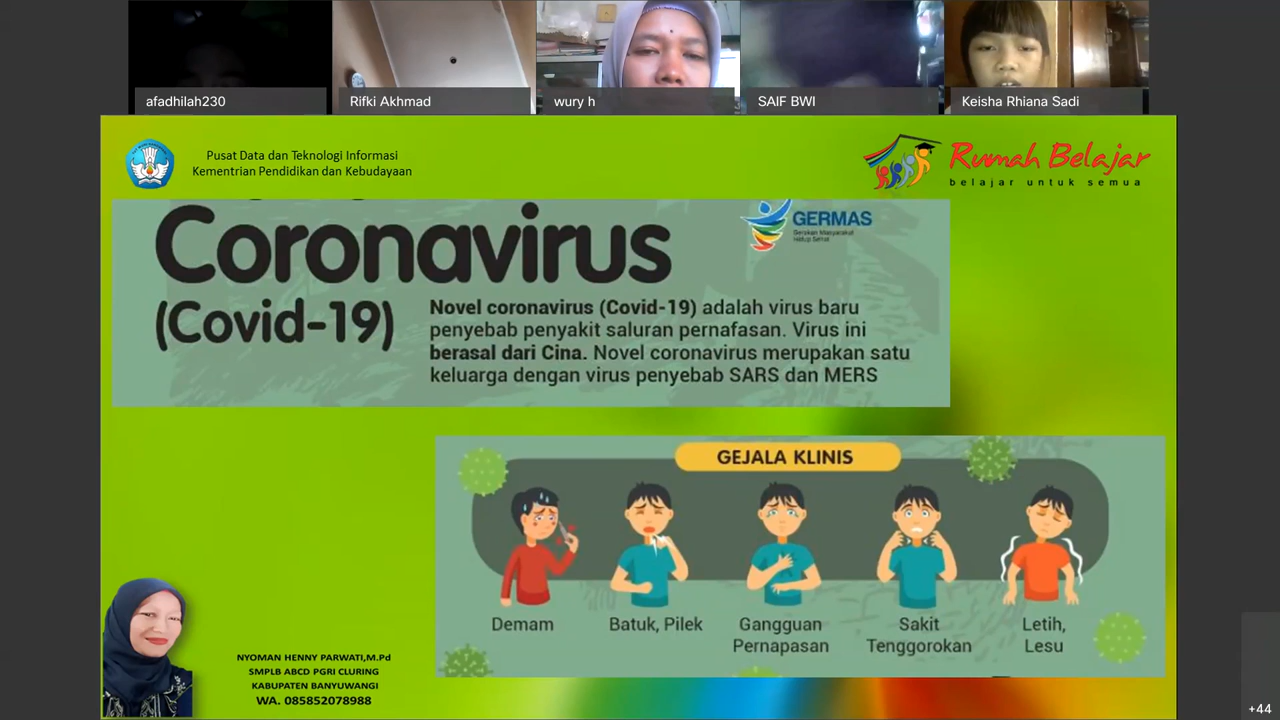 afadhilah230
Rifki Akhmad
wury h
SAIF BWI
Keisha Rhiana Sadi
Pusat Data dan Teknologi Informasi
Kementrian Pendidikan dan Kebudayaan
Rumah Belajar
belajar untuk semua
Coronavirus
(Covid-19)
GERMAS
Gerakan Masyarakat
Hidup Sehat
Novel coronavirus (Covid-19) adalah virus baru
penyebab penyakit saluran pernafasan. Virus ini
berasal dari Cina. Novel coronavirus merupakan satu
keluarga dengan virus penyebab SARS dan MERS
GEJALA KLINIS
Demam
Batuk, Pilek
Gangguan
Pernapasan
Sakit
Tenggorokan
Letih,
Lesu
NYOMAN HENNY PARWATI,M.Pd
SMPLB ABCD PGRI CLURING
KABUPATEN BANYUWANGI
WA. 085852078988
+44